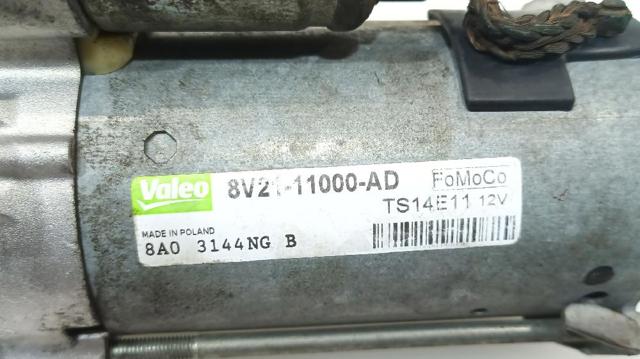 Valeo 8V21-11000-AD FoMoCo
TS14E11 12V
MADE IN POLAND
8A0 3144NG B